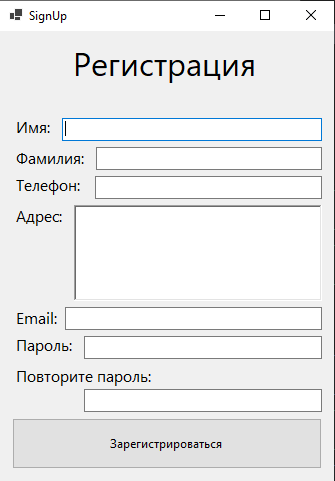 SignUp
Регистрация
Имя:
Фамилия:
Телефон:
Адрес:
Email:
Пароль:
Повторите пароль:
Зарегистрироваться